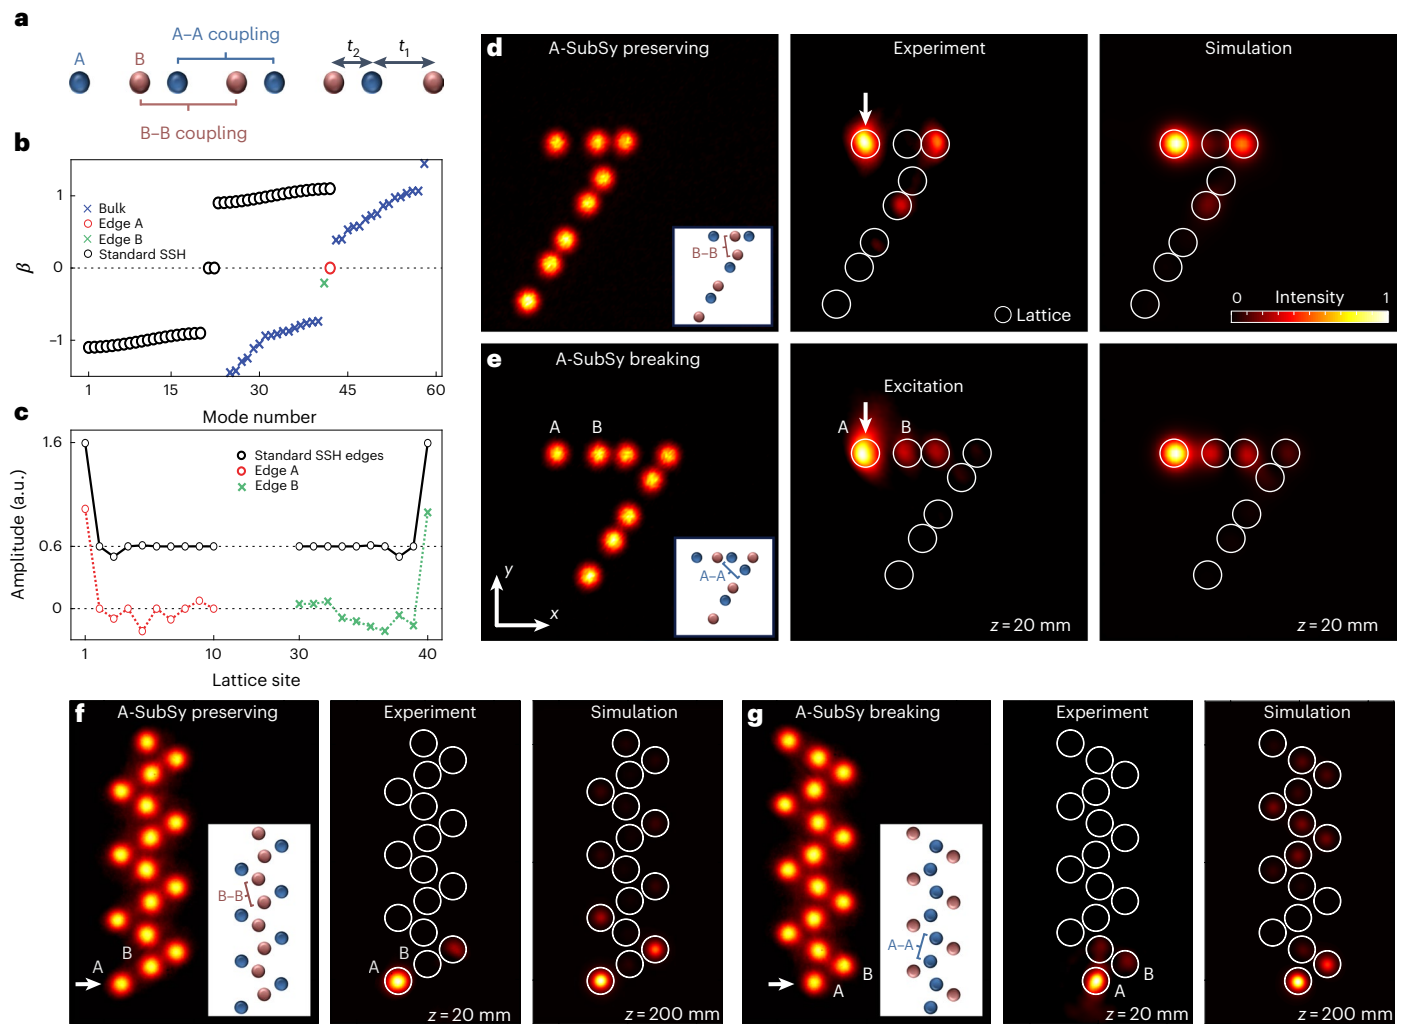 a
A–A coupling
A
B
t2
t1
B–B coupling
b
1
0
−1
β
Bulk
Edge A
Edge B
Standard SSH
1
15
30
45
60
Mode number
c
1.6
0.6
0
Amplitude (a.u.)
Standard SSH edges
Edge A
Edge B
1
10
30
40
Lattice site
d
A-SubSy preserving
Experiment
Simulation
B–B
Lattice
0
Intensity
1
e
A-SubSy breaking
Excitation
A
B
A
B
A–A
y
x
z = 20 mm
z = 20 mm
f
A-SubSy preserving
Experiment
Simulation
B–B
B
A
B
A
z = 20 mm
z = 200 mm
g
A-SubSy breaking
Experiment
Simulation
A–A
B
A
B
A
z = 20 mm
z = 200 mm